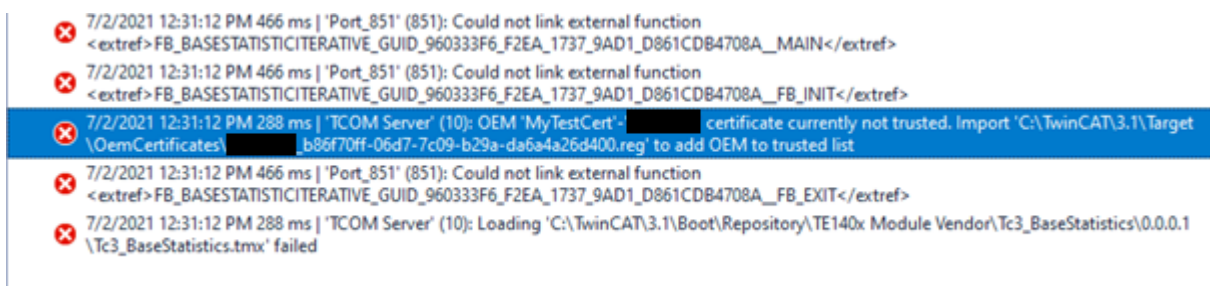 7/2/2021 12:31:12 PM 466 ms | 'Port_851' (851): Could not link external function
<extref>FB_BASESTATISTICITERATIVE_GUID_960333F6_F2EA_1737_9AD1_D861CDB4708A__MAIN</extref>
7/2/2021 12:31:12 PM 466 ms | 'Port_851' (851): Could not link external function
<extref>FB_BASESTATISTICITERATIVE_GUID_960333F6_F2EA_1737_9AD1_D861CDB4708A__FB_INIT</extref>
7/2/2021 12:31:12 PM 288 ms | 'TCOM Server' (10): OEM 'MyTestCert'-' certificate currently not trusted. Import 'C:\TwinCAT\3.1\Target
\OemCertificates\ _b86f70ff-06d7-7c09-b29a-da6a4a26d400.reg' to add OEM to trusted list
7/2/2021 12:31:12 PM 466 ms | 'Port_851' (851): Could not link external function
<extref>FB_BASESTATISTICITERATIVE_GUID_960333F6_F2EA_1737_9AD1_D861CDB4708A__FB_EXIT</extref>
7/2/2021 12:31:12 PM 288 ms | 'TCOM Server' (10): Loading 'C:\TwinCAT\3.1\Boot\Repository\TE140x Module Vendor\Tc3_BaseStatistics\0.0.0.1
\Tc3_BaseStatistics.tmx' failed